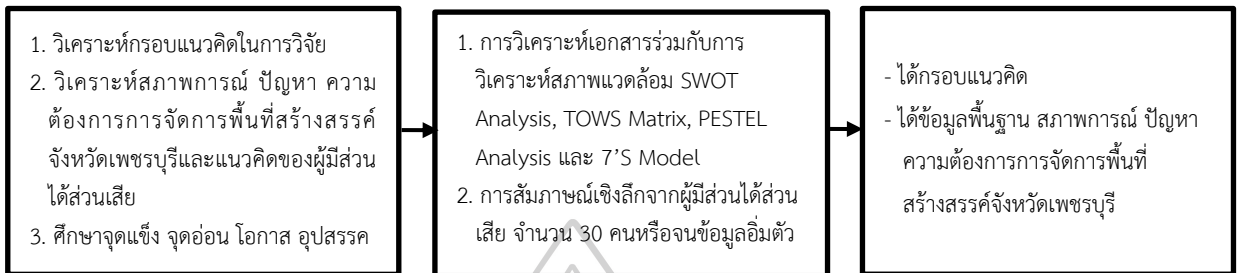 1. วิเคราะห์กรอบแนวคิดในการวิจัย
2. วิเคราะห์สภาพการณ์ ปัญหา ความ
ต้องการการจัดการพื้นที่สร้างสรรค์
จังหวัดเพชรบุรีและแนวคิดของผู้มีส่วน
ได้ส่วนเสีย
3. ศึกษาจุดแข็ง จุดอ่อน โอกาส อุปสรรค
1. การวิเคราะห์เอกสารร่วมกับการ
วิเคราะห์สภาพแวดล้อม SWOT
Analysis, TOWS Matrix, PESTEL
Analysis และ 7’S Model
2. การสัมภาษณ์เชิงลึกจากผู้มีส่วนได้ส่วน
เสีย จำนวน 30 คนหรือจนข้อมูลอิ่มตัว
- ได้กรอบแนวคิด
- ได้ข้อมูลพื้นฐาน สภาพการณ์ ปัญหา
ความต้องการการจัดการพื้นที่
สร้างสรรค์จังหวัดเพชรบุรี